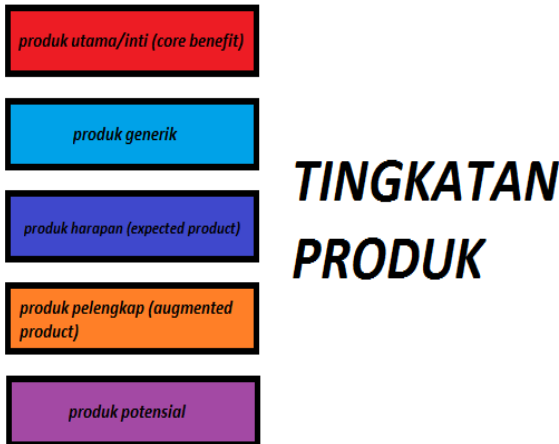 produk utama/inti (core benefit)
produk generik
produk harapan (expected product)
produk pelengkap (augmented
product)
produk potensial
TINGKATAN
PRODUK